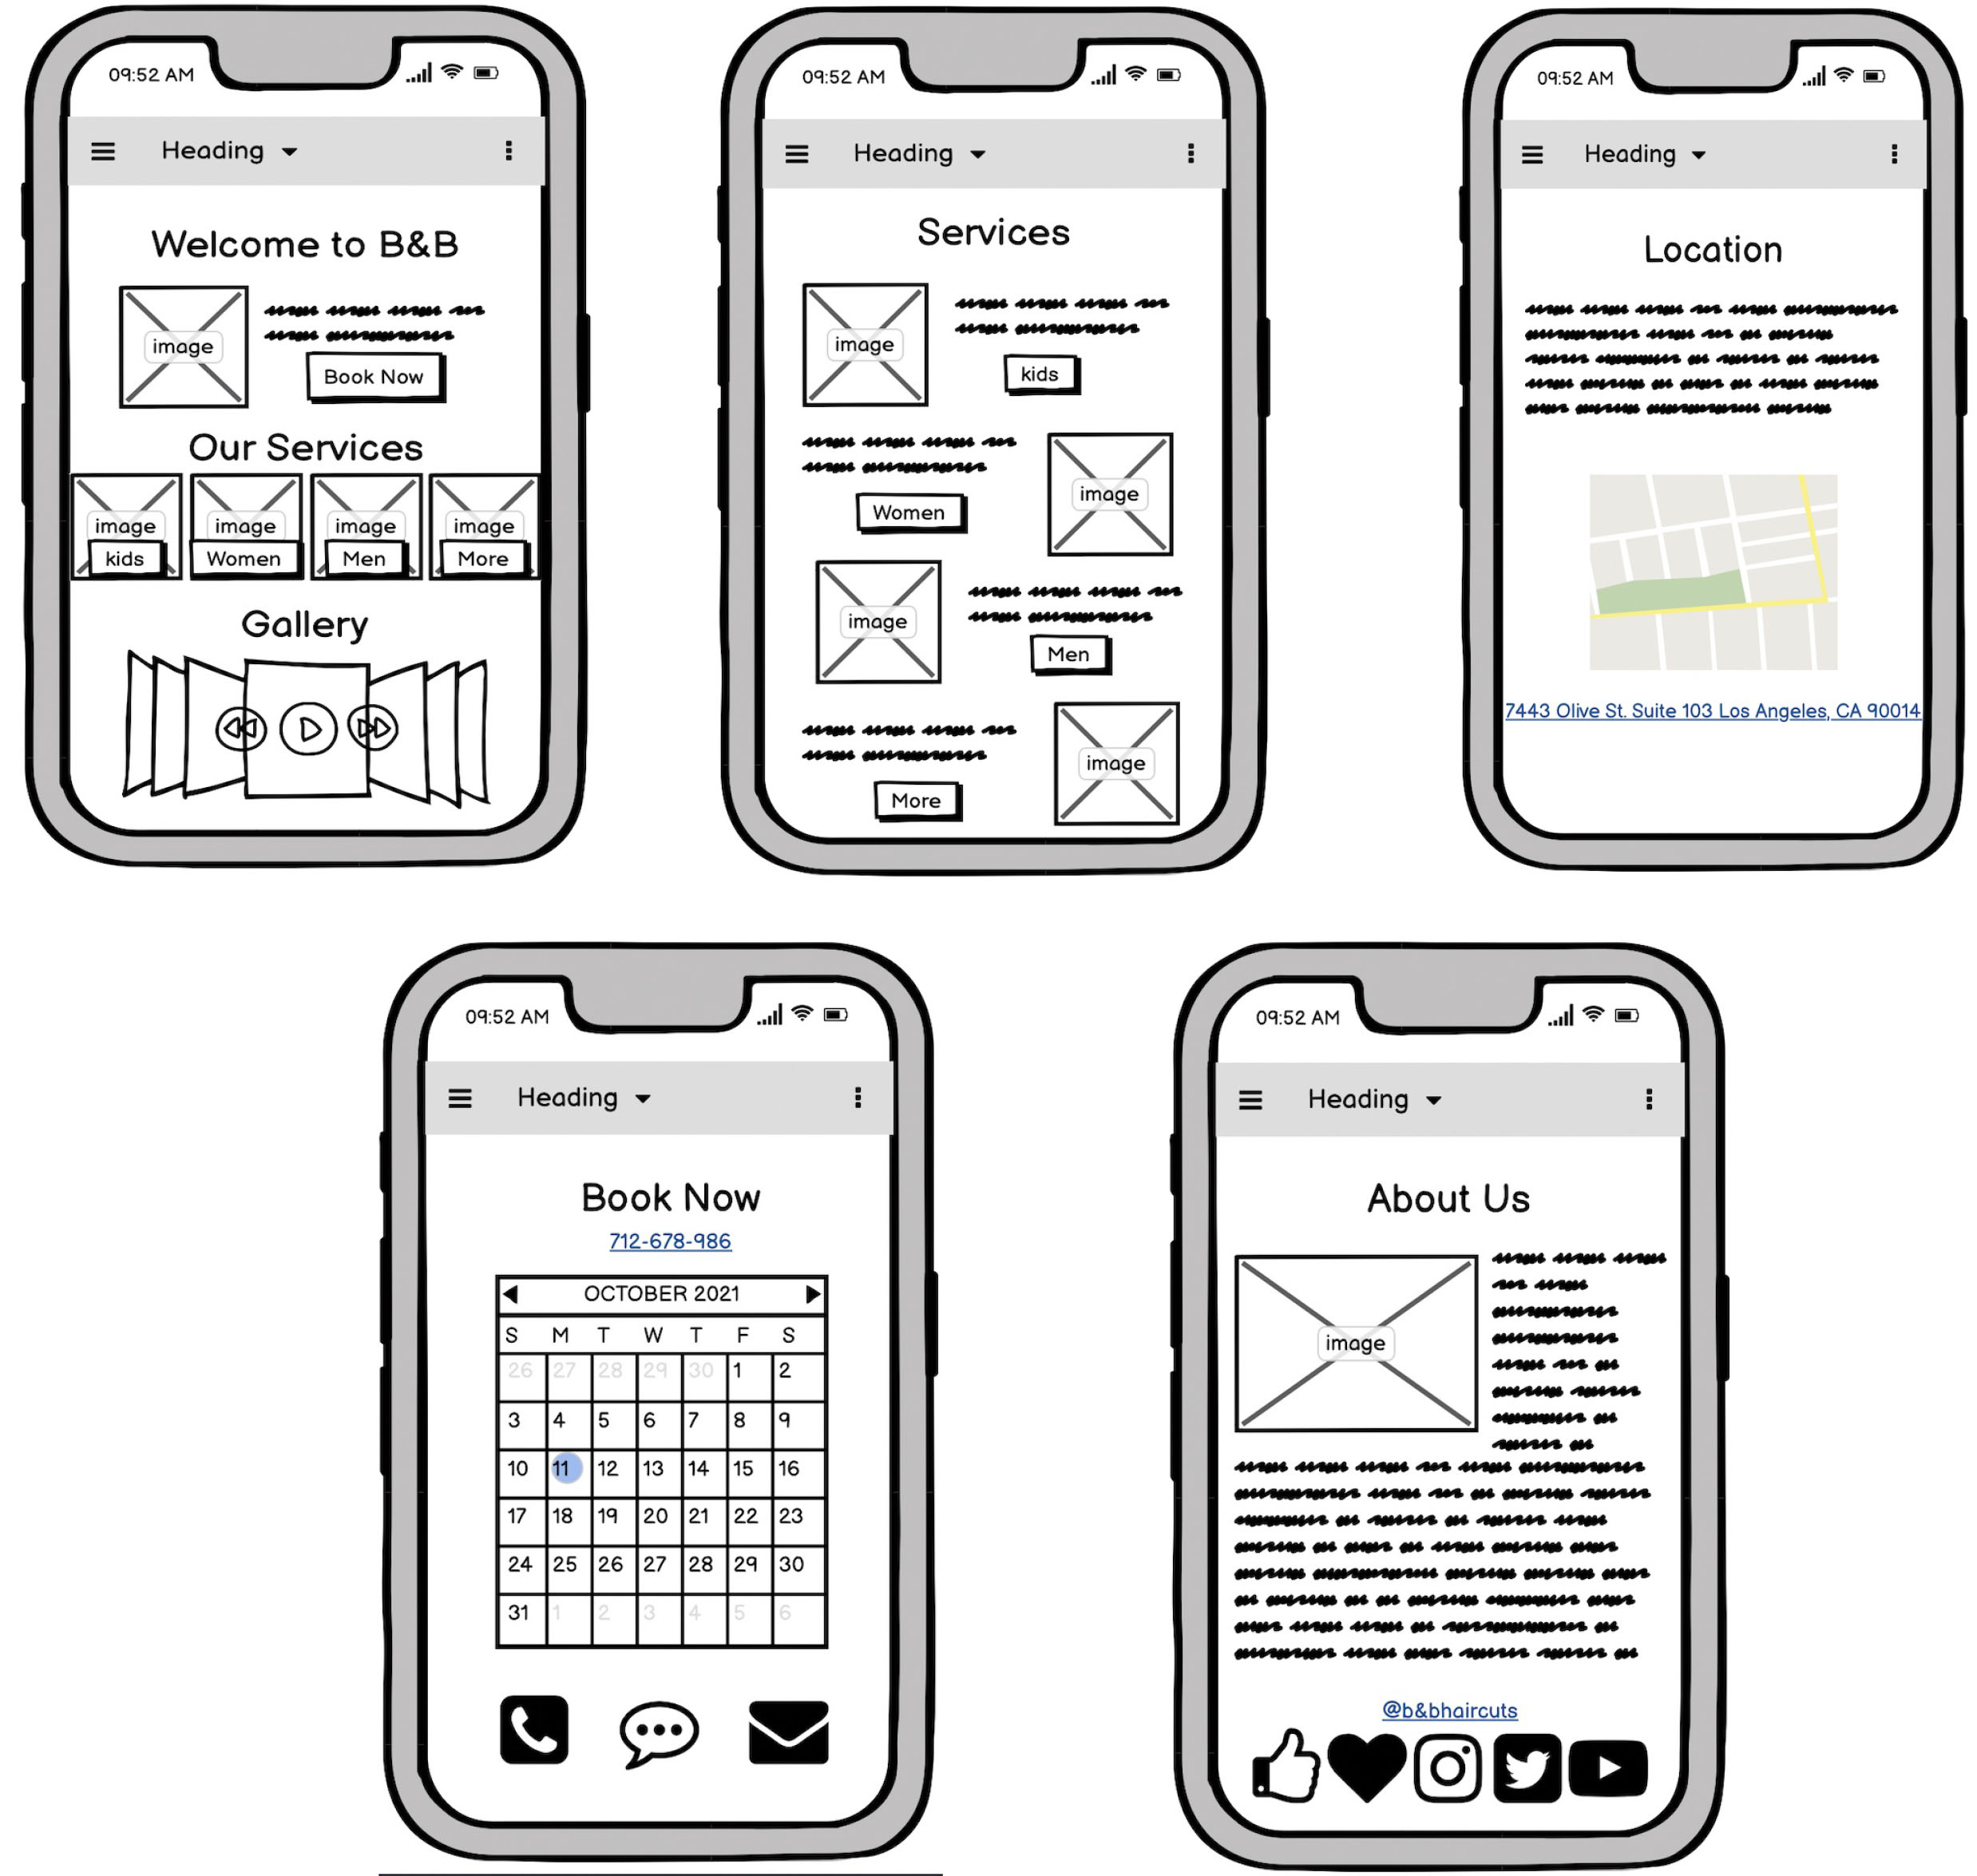 09:52 AM
Heading
Welcome to B&B
image
Book Now
Our Services
image image image image
kids Women Men More
Gallery
09:52 AM
Heading
Services
image
kids
image
Women
image
Men
image
More
09:52 AM
Heading
Location
7443 Olive St. Suite 103 Los Angeles, CA 90014
09:52 AM
Heading
Book Now
712-678-986
OCTOBER 2021
S M T W T F S
26 27 28 29 30 1 2
3 4 5 6 7 8 9
10 11 12 13 14 15 16
17 18 19 20 21 22 23
24 25 26 27 28 29 30
31 1 2 3 4 5 6
09:52 AM
Heading
About Us
image
@b&bhaircuts